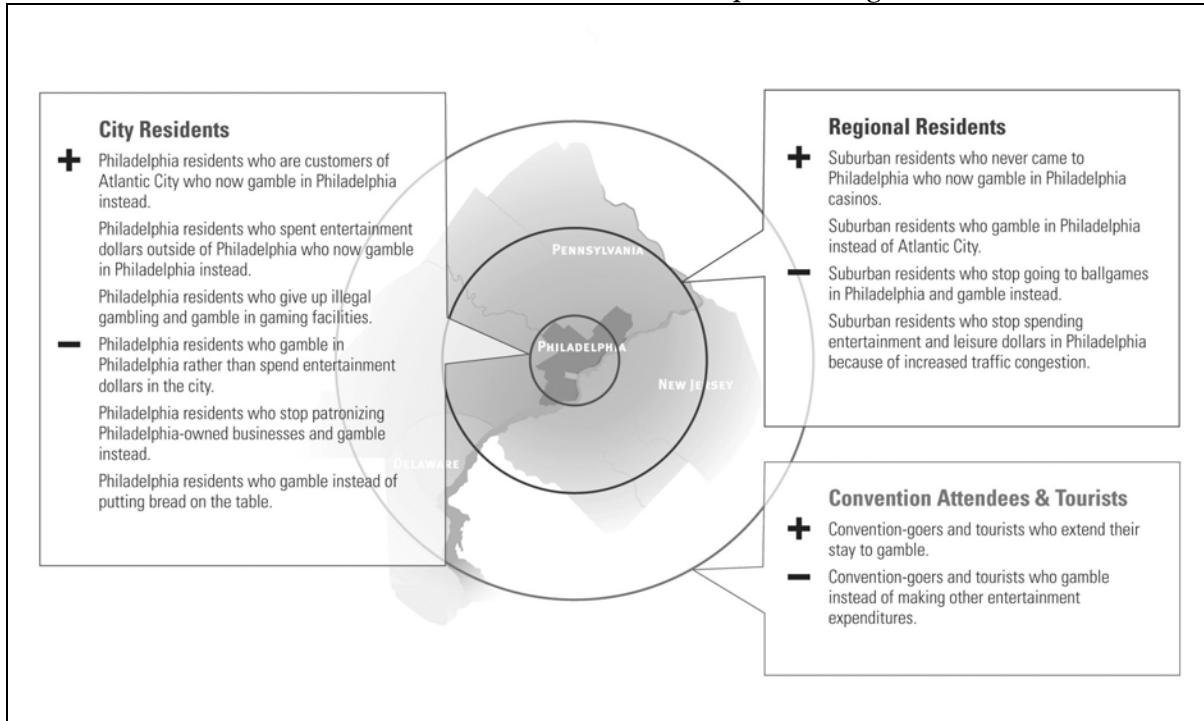 City Residents
+ Philadelphia residents who are customers of
Atlantic City who now gamble in Philadelphia
instead.
Philadelphia residents who spent entertainment
dollars outside of Philadelphia who now gamble
in Philadelphia instead.
Philadelphia residents who give up illegal
gambling and gamble in gaming facilities.
− Philadelphia residents who gamble in
Philadelphia rather than spend entertainment
dollars in the city.
Philadelphia residents who stop patronizing
Philadelphia-owned businesses and gamble
instead.
Philadelphia residents who gamble instead of
putting bread on the table.
PENNSYLVANIA
PHILADELPHIA
NEW JERSEY
DELAWARE
Regional Residents
+ Suburban residents who never came to
Philadelphia who now gamble in Philadelphia
casinos.
Suburban residents who gamble in Philadelphia
instead of Atlantic City.
− Suburban residents who stop going to ballgames
in Philadelphia and gamble instead.
Suburban residents who stop spending
entertainment and leisure dollars in Philadelphia
because of increased traffic congestion.
Convention Attendees & Tourists
+ Convention-goers and tourists who extend their
stay to gamble.
− Convention-goers and tourists who gamble
instead of making other entertainment
expenditures.